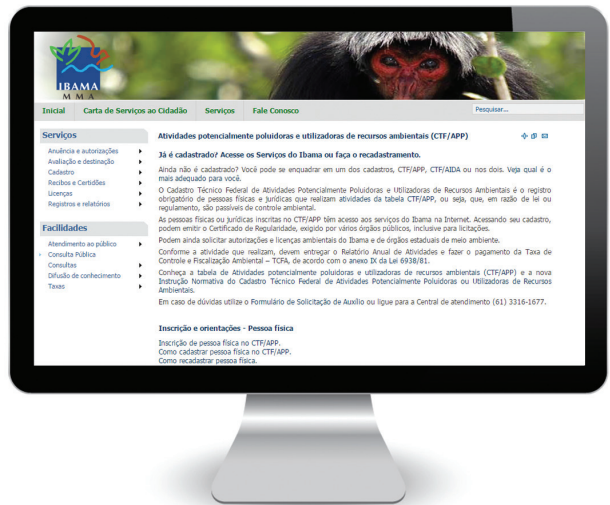 IBAMA
M M A
Inicial Carta de Serviços ao Cidadão Serviços Fale Conosco Pesquisar...
Serviços
Anuência e autorizações
Avaliação e destinação
Cadastro
Recibos e Certidões
Licenças
Registros e relatórios
Facilidades
Atendimento ao público
Consulta Pública
Consultas
Difusão de conhecimento
Taxas
Atividades potencialmente poluidoras e utilizadoras de recursos ambientais (CTF/APP)
Já é cadastrado? Acesse os Serviços do Ibama ou faça o recadastramento.
Ainda não é cadastrado? Você pode se enquadrar em um dos cadastros, CTF/APP, CTF/AIDA ou nos dois. Veja qual é o
mais adequado para você.
O Cadastro Técnico Federal de Atividades Potencialmente Poluidoras e Utilizadoras de Recursos Ambientais é o registro
obrigatório de pessoas físicas e jurídicas que realizam atividades da tabela CTF/APP, ou seja, que, em razão de lei ou
regulamento, são passíveis de controle ambiental.
As pessoas físicas ou jurídicas inscritas no CTF/APP têm acesso aos serviços do Ibama na Internet. Acessando seu cadastro,
podem emitir o Certificado de Regularidade, exigido por vários órgãos públicos, inclusive para licitações.
Podem ainda solicitar autorizações e licenças ambientais do Ibama e de órgãos estaduais de meio ambiente.
Conforme a atividade que realizam, devem entregar o Relatório Anual de Atividades e fazer o pagamento da Taxa de
Controle e Fiscalização Ambiental – TCFA, de acordo com o anexo IX da Lei 6938/81.
Conheça a tabela de Atividades potencialmente poluidoras e utilizadoras de recursos ambientais (CTF/APP) e a nova
Instrução Normativa do Cadastro Técnico Federal de Atividades Potencialmente Poluidoras ou Utilizadoras de Recursos
Ambientais.
Em caso de dúvidas utilize o Formulário de Solicitação de Auxílio ou ligue para a Central de atendimento (61) 3316-1677.
Inscrição e orientações - Pessoa física
Inscrição de pessoa física no CTF/APP.
Como cadastrar pessoa física no CTF/APP.
Como recadastrar pessoa física.